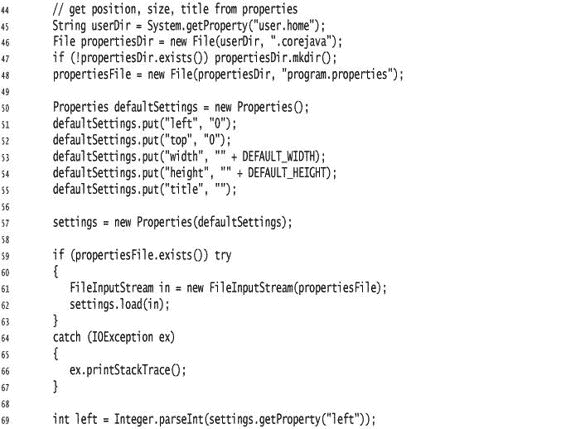 44 // get position, size, title from properties
45 String userDir = System.getProperty("user.home");
46 File propertiesDir = new File(userDir, ".corejava");
47 if (!propertiesDir.exists()) propertiesDir.mkdir();
48 propertiesFile = new File(propertiesDir, "program.properties");
49
50 Properties defaultSettings = new Properties();
51 defaultSettings.put("left", "0");
52 defaultSettings.put("top", "0");
53 defaultSettings.put("width", "" + DEFAULT_WIDTH);
54 defaultSettings.put("height", "" + DEFAULT_HEIGHT);
55 defaultSettings.put("title", "");
56
57 settings = new Properties(defaultSettings);
58
59 if (propertiesFile.exists()) try
60 {
61 FileInputStream in = new FileInputStream(propertiesFile);
62 settings.load(in);
63 }
64 catch (IOException ex)
65 {
66 ex.printStackTrace();
67 }
68
69 int left = Integer.parseInt(settings.getProperty("left"));